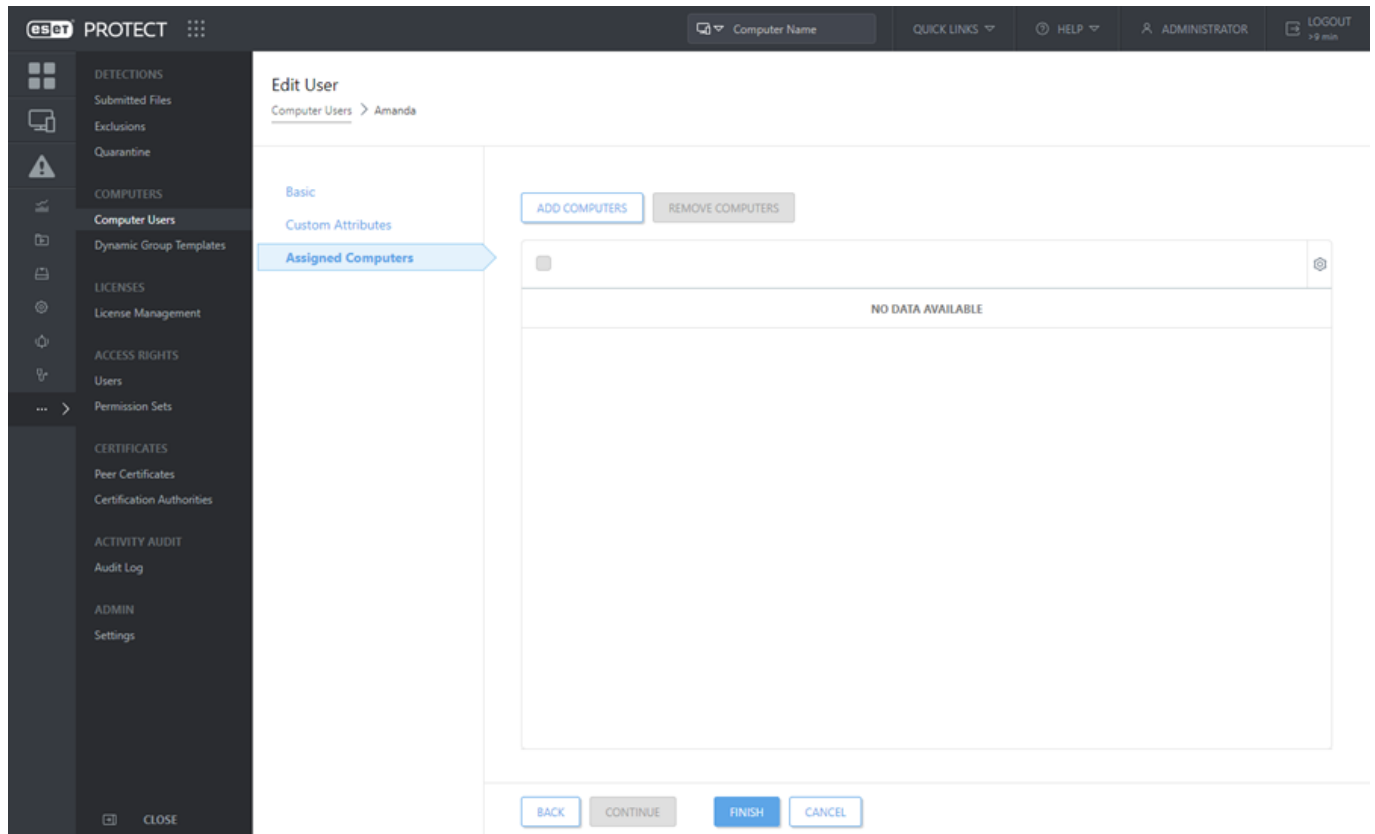 eset PROTECT
Computer Name
QUICK LINKS
HELP
ADMINISTRATOR
LOGOUT
>9 min
DETECTIONS
Submitted Files
Exclusions
Quarantine
COMPUTERS
Computer Users
Dynamic Group Templates
LICENSES
License Management
ACCESS RIGHTS
Users
Permission Sets
CERTIFICATES
Peer Certificates
Certification Authorities
ACTIVITY AUDIT
Audit Log
ADMIN
Settings
CLOSE
Edit User
Computer Users > Amanda
Basic
Custom Attributes
Assigned Computers
ADD COMPUTERS
REMOVE COMPUTERS
NO DATA AVAILABLE
BACK
CONTINUE
FINISH
CANCEL